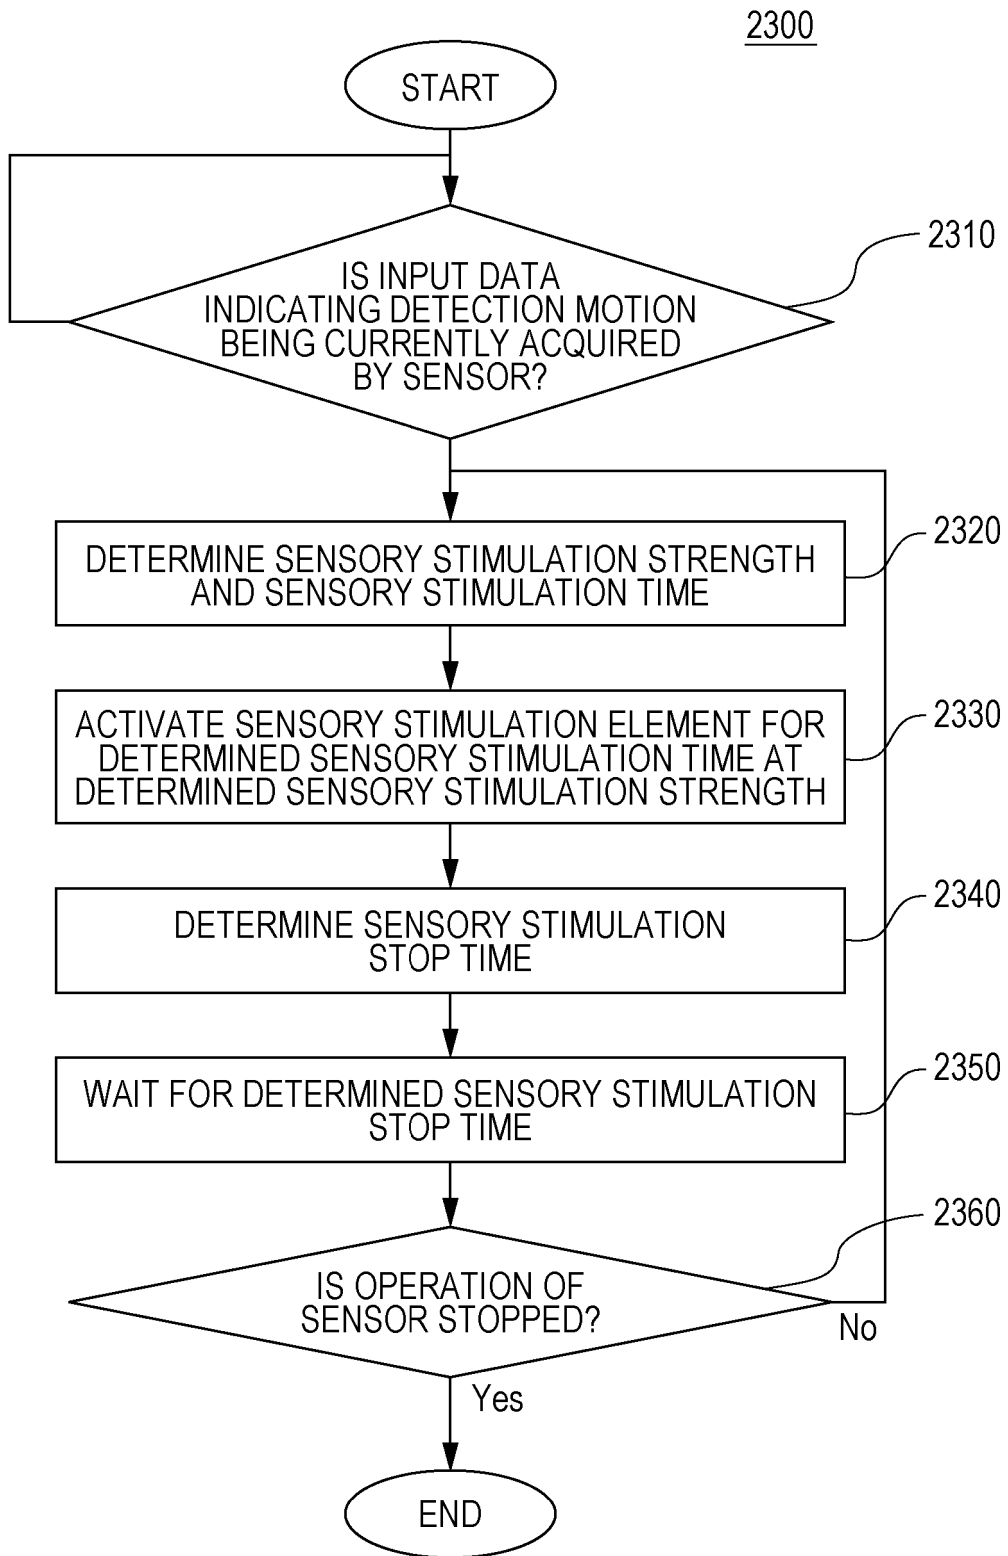 2300
START
IS INPUT DATA
INDICATING DETECTION MOTION
BEING CURRENTLY ACQUIRED
BY SENSOR?
2310
DETERMINE SENSORY STIMULATION STRENGTH
AND SENSORY STIMULATION TIME
2320
ACTIVATE SENSORY STIMULATION ELEMENT FOR
DETERMINED SENSORY STIMULATION TIME AT
DETERMINED SENSORY STIMULATION STRENGTH
2330
DETERMINE SENSORY STIMULATION
STOP TIME
2340
WAIT FOR DETERMINED SENSORY STIMULATION
STOP TIME
2350
IS OPERATION OF
SENSOR STOPPED?
2360
No
Yes
END